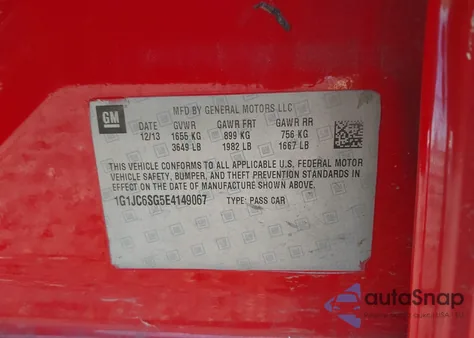 GM
MFD BY GENERAL MOTORS LLC
DATE GVWR GAWR FRT GAWR RR
12/13 1655 KG 899 KG 756 KG
3649 LB 1982 LB 1667 LB
THIS VEHICLE CONFORMS TO ALL APPLICABLE U.S. FEDERAL MOTOR
VEHICLE SAFETY, BUMPER, AND THEFT PREVENTION STANDARDS IN
EFFECT ON THE DATE OF MANUFACTURE SHOWN ABOVE.
1G1JC6SG5E4149067 TYPE: PASS CAR
autoSnap